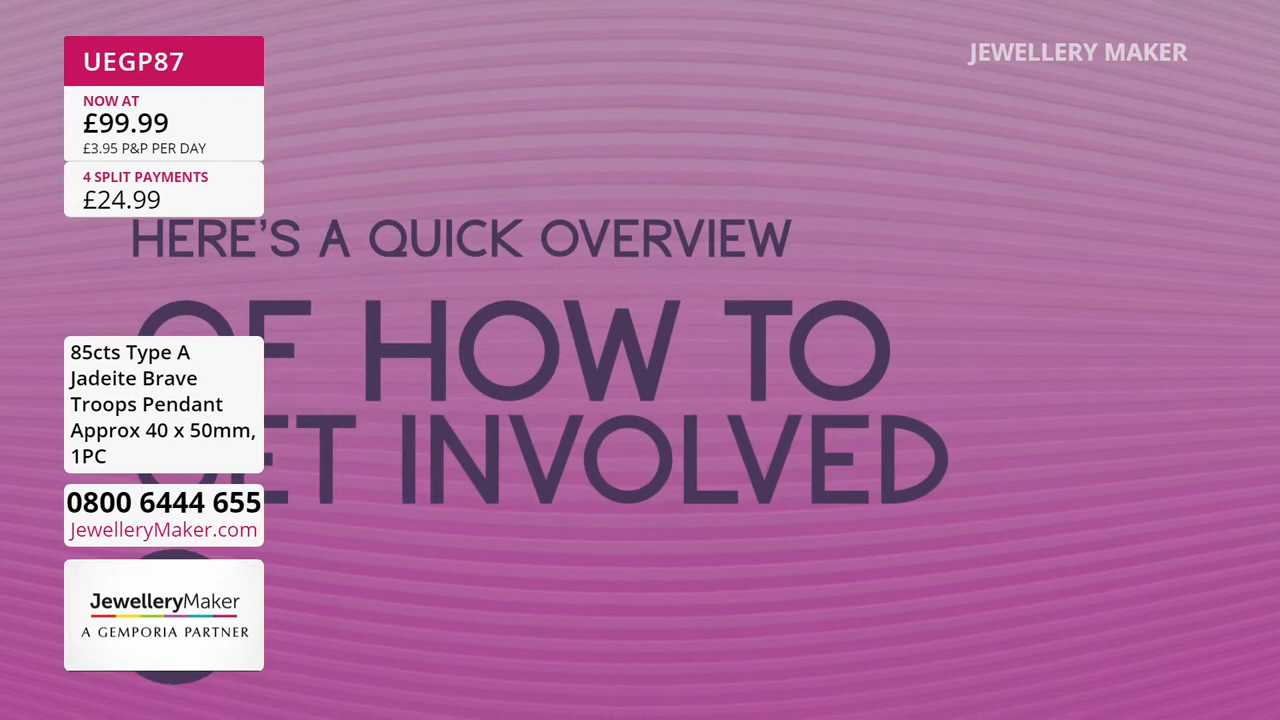 UEGP87
NOW AT
£99.99
£3.95 P&P PER DAY
4 SPLIT PAYMENTS
£24.99
JEWELLERY MAKER
HERE'S A QUICK OVERVIEW
OF HOW TO
GET INVOLVED
85cts Type A
Jadeite Brave
Troops Pendant
Approx 40 x 50mm,
1PC
0800 6444 655
JewelleryMaker.com
JewelleryMaker
A GEMPORIA PARTNER